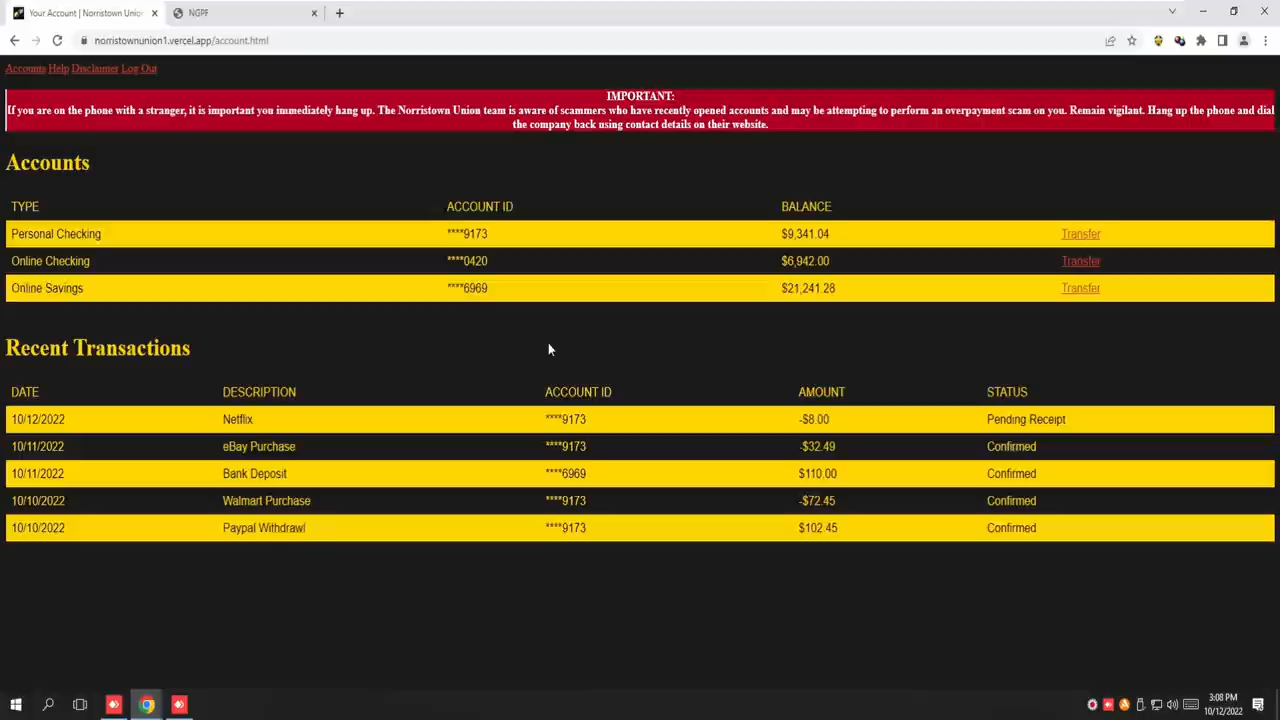 Your Account | Norristown Union
NGPF
norristownunion1.vercel.app/account.html
Accounts Help Disclaimer Log Out
IMPORTANT:
If you are on the phone with a stranger, it is important you immediately hang up. The Norristown Union team is aware of scammers who have recently opened accounts and may be attempting to perform an overpayment scam on you. Remain vigilant. Hang up the phone and dial
the company back using contact details on their website.
Accounts
TYPE ACCOUNT ID BALANCE
Personal Checking ****9173 $9,341.04 Transfer
Online Checking ****0420 $6,942.00 Transfer
Online Savings ****6969 $21,241.28 Transfer
Recent Transactions
DATE DESCRIPTION ACCOUNT ID AMOUNT STATUS
10/12/2022 Netflix ****9173 -$8.00 Pending Receipt
10/11/2022 eBay Purchase ****9173 -$32.49 Confirmed
10/11/2022 Bank Deposit ****6969 $110.00 Confirmed
10/10/2022 Walmart Purchase ****9173 -$72.45 Confirmed
10/10/2022 Paypal Withdrawl ****9173 $102.45 Confirmed
3:08 PM
10/12/2022